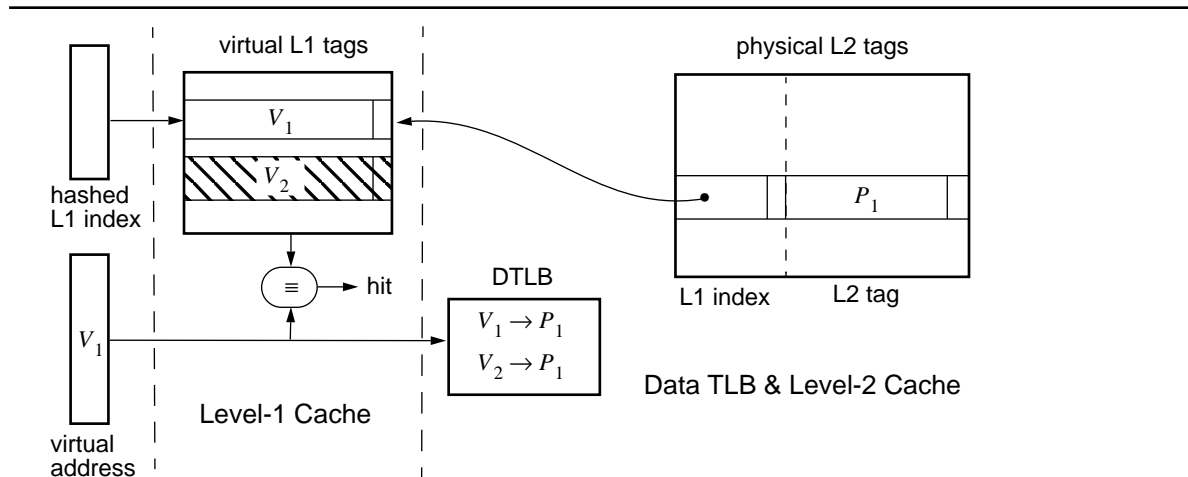 virtual L1 tags
physical L2 tags
V1
V2
P1
hashed
L1 index
≡
hit
DTLB
L1 index
L2 tag
V1
V1 → P1
V2 → P1
Data TLB & Level-2 Cache
Level-1 Cache
virtual
address